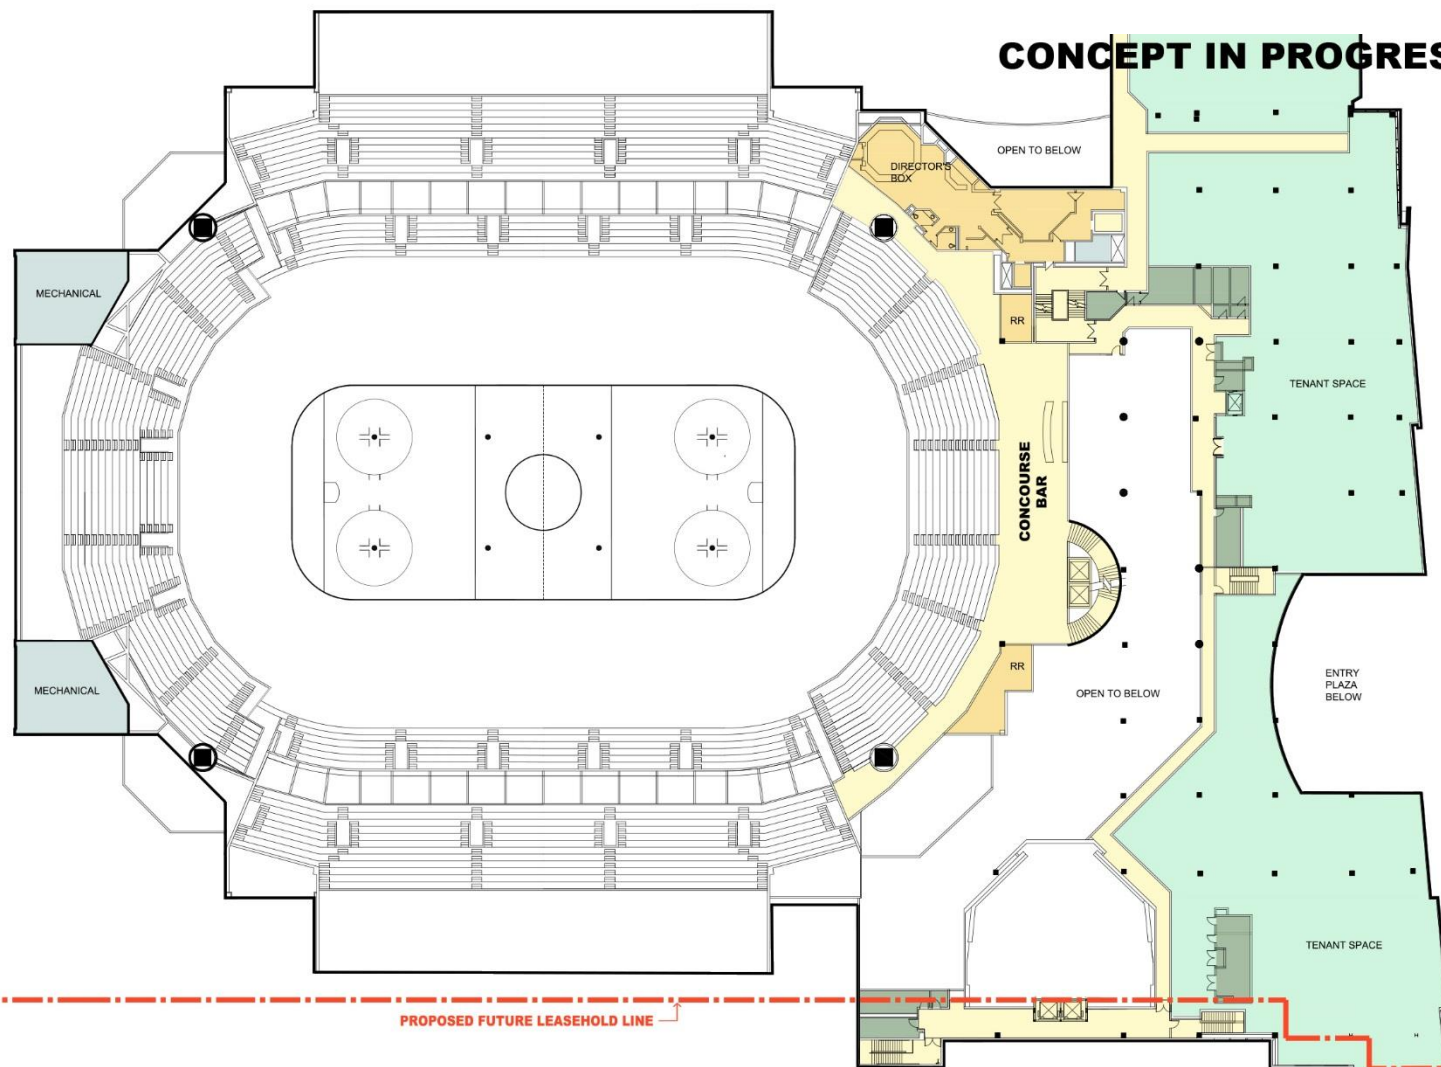 CONCEPT IN PROGRES
OPEN TO BELOW
DIRECTOR'S
BOX
MECHANICAL
RR
TENANT SPACE
CONCOURSE
BAR
MECHANICAL
RR
OPEN TO BELOW
ENTRY
PLAZA
BELOW
TENANT SPACE
PROPOSED FUTURE LEASEHOLD LINE